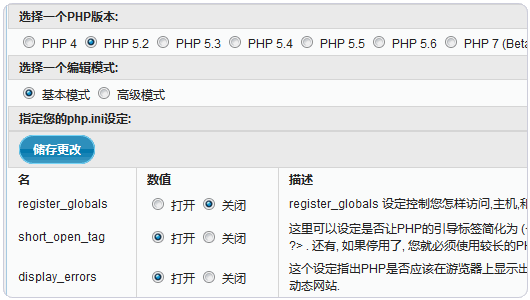 选择一个PHP版本:
PHP 4 PHP 5.2 PHP 5.3 PHP 5.4 PHP 5.5 PHP 5.6 PHP 7 (Beta
选择一个编辑模式:
基本模式 高级模式
指定您的php.ini设定:
储存更改
名 数值 描述
register_globals 打开 关闭 register_globals 设定控制您怎样访问,主机,和
short_open_tag 打开 关闭 这里可以设定是否让PHP的引导标签简化为 (
?> . 还有, 如果停用了, 您就必须使用较长的PH
display_errors 打开 关闭 这个设定指出PHP是否应该在游览器上显示出
动态网站.